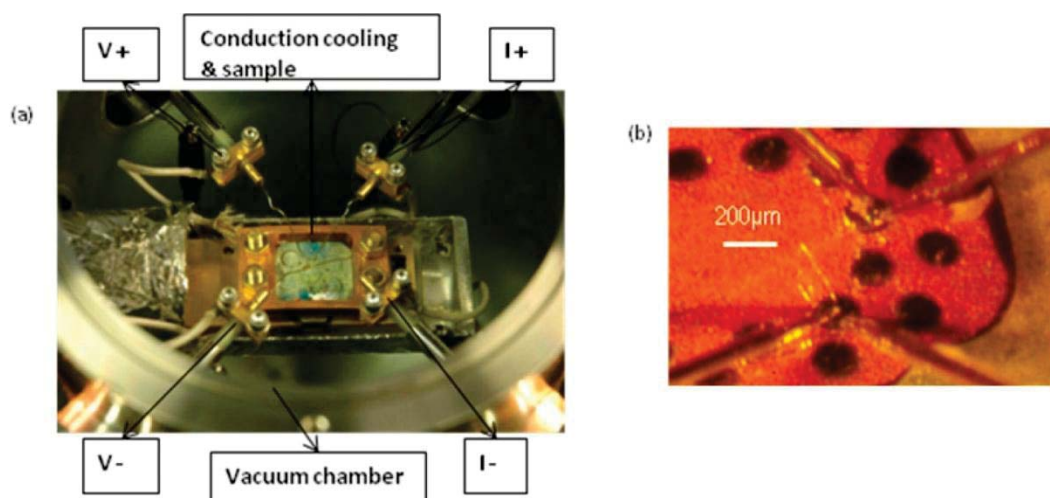 V+
Conduction cooling
& sample
I+
(a)
(b)
200μm
V-
Vacuum chamber
I-